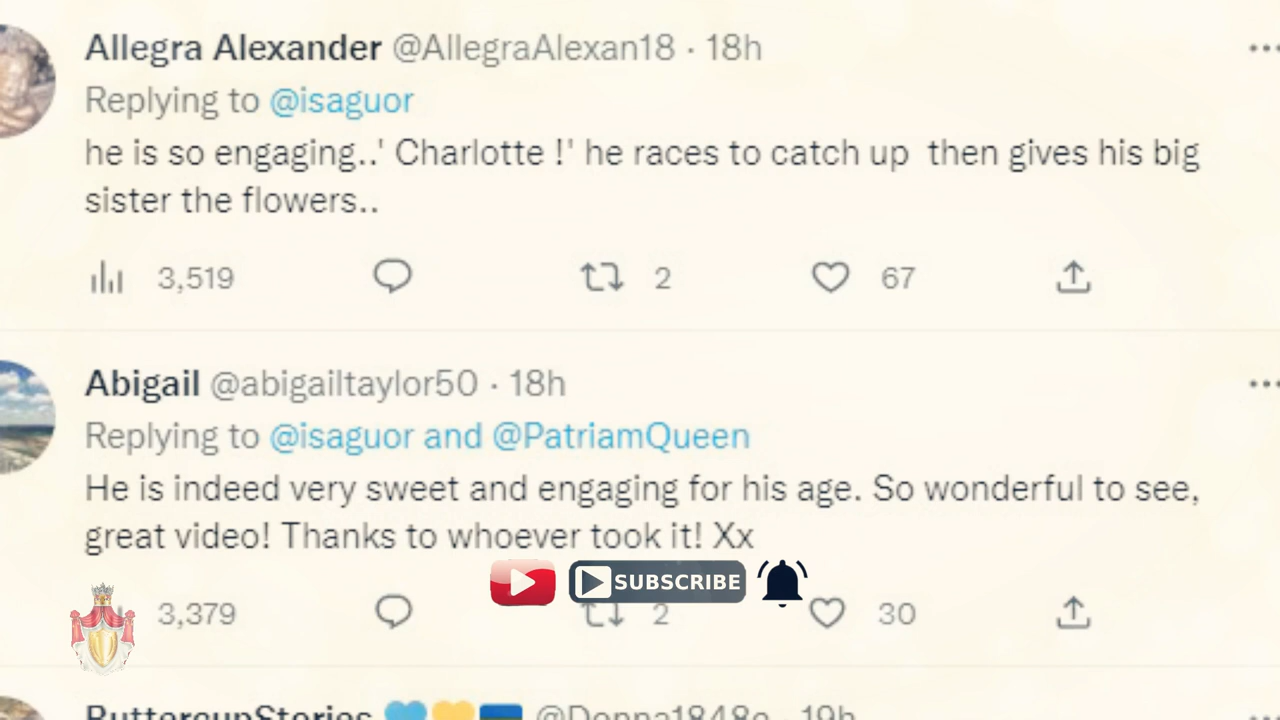 Allegra Alexander @AllegraAlexan18 · 18h
Replying to @isaguor
he is so engaging..' Charlotte !' he races to catch up  then gives his big
sister the flowers..
3,519 2 67
Abigail @abigailtaylor50 · 18h
Replying to @isaguor and @PatriamQueen
He is indeed very sweet and engaging for his age. So wonderful to see,
great video! Thanks to whoever took it! Xx
SUBSCRIBE
3,379 2 30
ButtercupStories · 19h